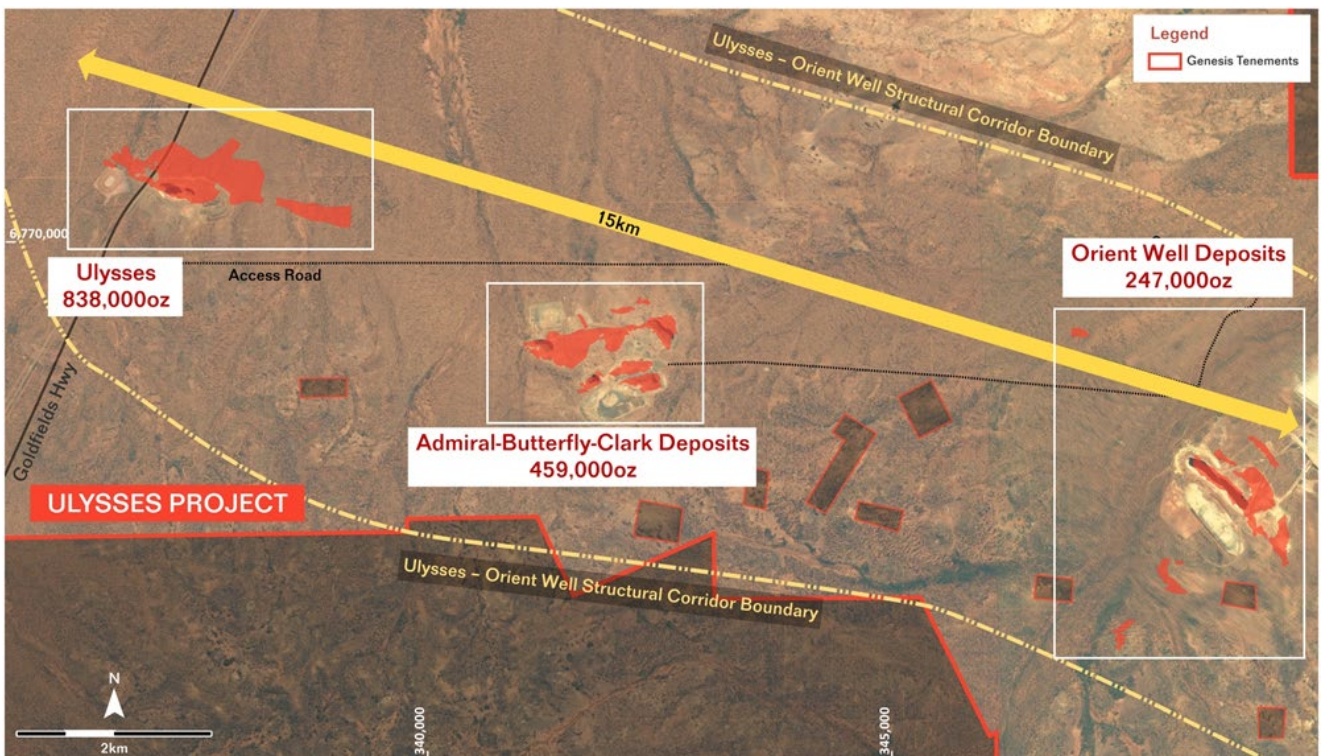 Legend
Genesis Tenements
Ulysses – Orient Well Structural Corridor Boundary
15km
6,770,000
Ulysses
838,000oz
Access Road
Orient Well Deposits
247,000oz
Goldfields Hwy
Admiral-Butterfly-Clark Deposits
459,000oz
ULYSSES PROJECT
Ulysses – Orient Well Structural Corridor Boundary
N
2km
340,000
345,000